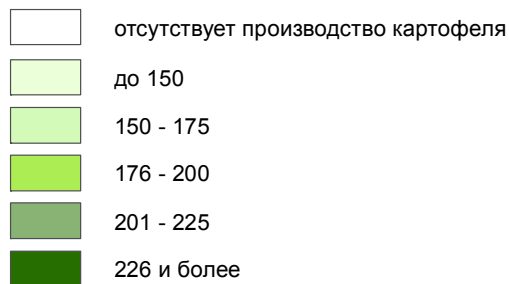 отсутствует производство картофеля
до 150
150 - 175
176 - 200
201 - 225
226 и более